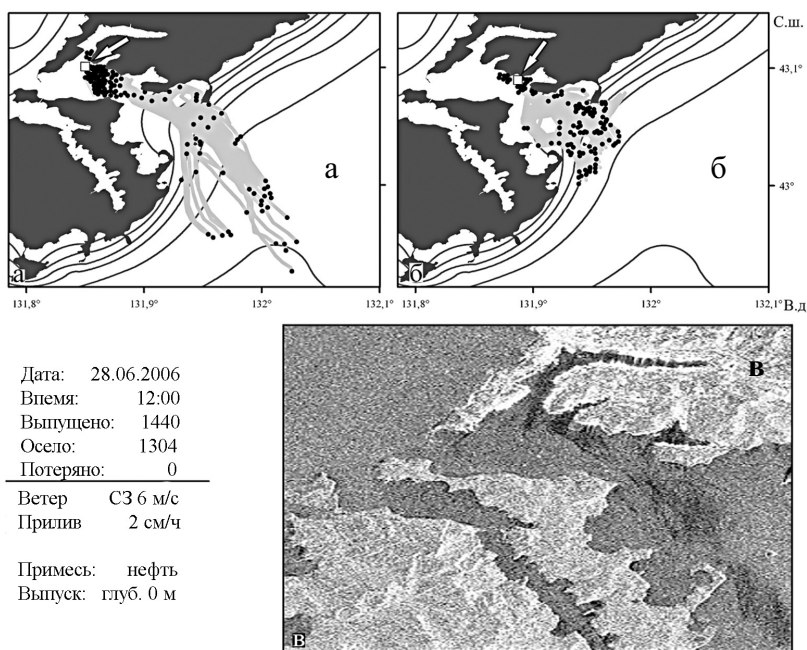 С.ш.
43,1°
43°
а
б
а
б
131,8°
131,9°
132°
132,1°
131,8°
131,9°
132°
132,1°
В.д
Дата: 28.06.2006
Впемя: 12:00
Выпущено: 1440
Осело: 1304
Потеряно: 0
Ветер СЗ 6 м/с
Прилив 2 см/ч
Примесь: нефть
Выпуск: глуб. 0 м
в
в